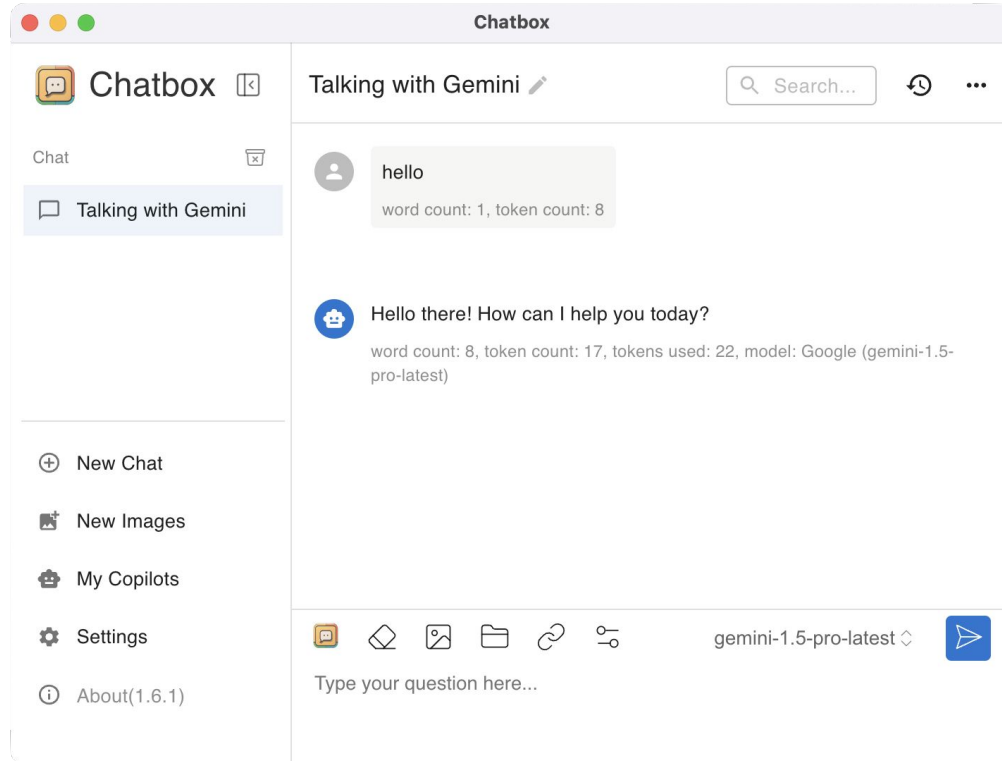 Chatbox
Chatbox
Chat
Talking with Gemini
New Chat
New Images
My Copilots
Settings
About(1.6.1)
Talking with Gemini
Search...
hello
word count: 1, token count: 8
Hello there! How can I help you today?
word count: 8, token count: 17, tokens used: 22, model: Google (gemini-1.5-
pro-latest)
gemini-1.5-pro-latest
Type your question here...